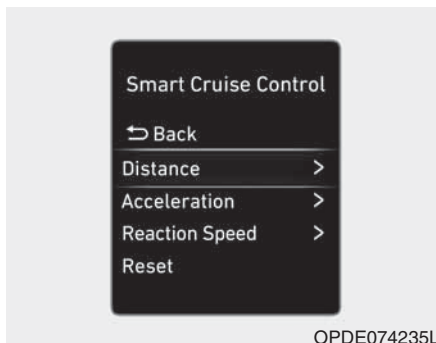 Smart Cruise Control
⮌ Back
Distance >
Acceleration >
Reaction Speed >
Reset
OPDE074235L